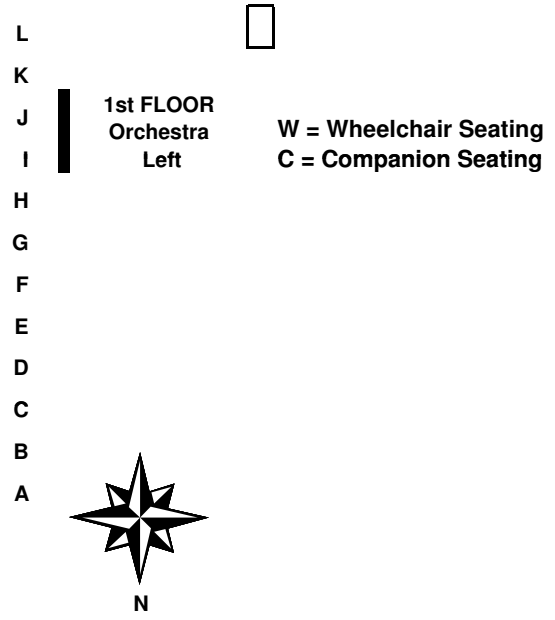 L
K
J
I
H
G
F
E
D
C
B
A
1st FLOOR
Orchestra
Left
W = Wheelchair Seating
C = Companion Seating
N